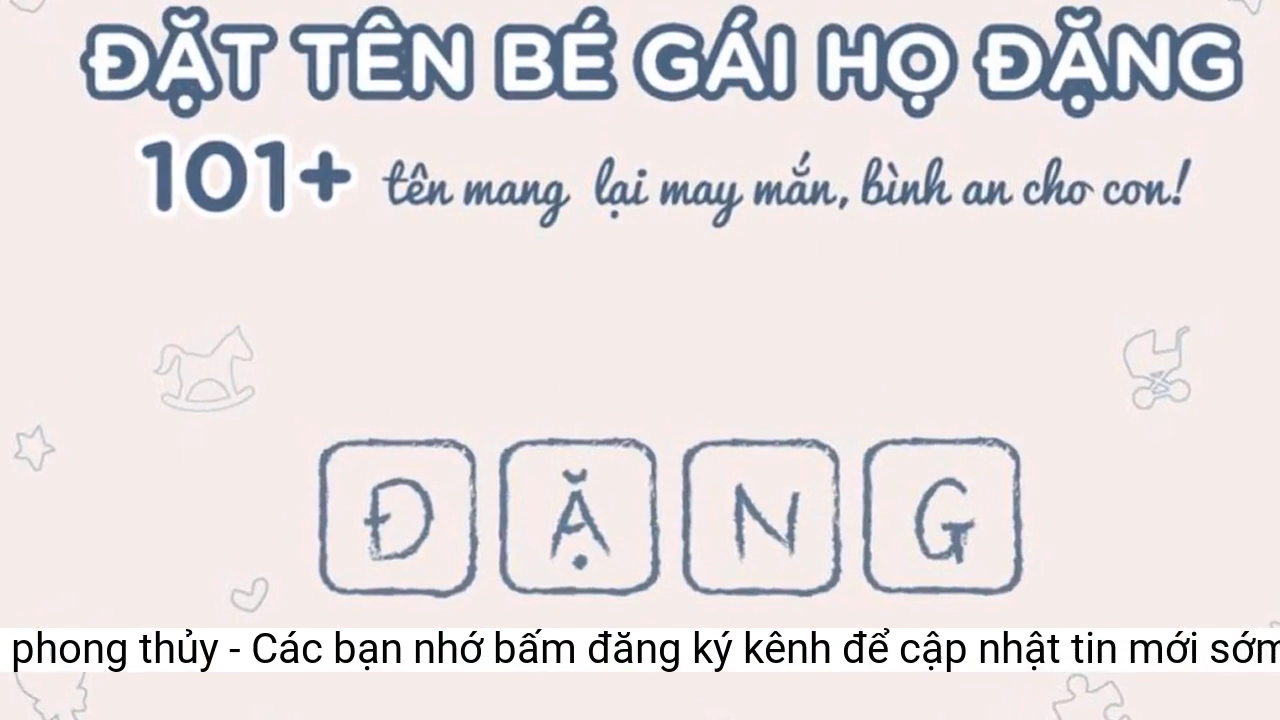 ĐẶT TÊN BÉ GÁI HỌ ĐẶNG
101+ tên mang lại may mắn, bình an cho con!
ĐẶNG
phong thủy - Các bạn nhớ bấm đăng ký kênh để cập nhật tin mới sớm